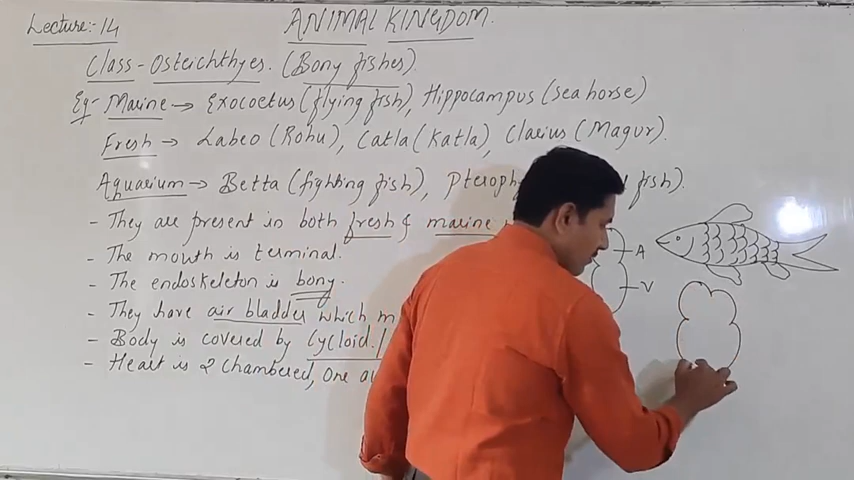 Lecture:- 14
ANIMAL KINGDOM.
Class- Osteichthyes. (Bony fishes).
Eg- Marine → Exocoetus (flying fish), Hippocampus (sea horse)
Fresh → Labeo (Rohu), Catla (Katla), Clarius (Magur).
Aquarium → Betta (fighting fish), fish).
- They are present in both fresh & marine
- The mouth is terminal.
- The endoskeleton is bony.
- They have air bladder which
- Body is covered by Cycloid
- Heart is 2 chambered, one
A
V